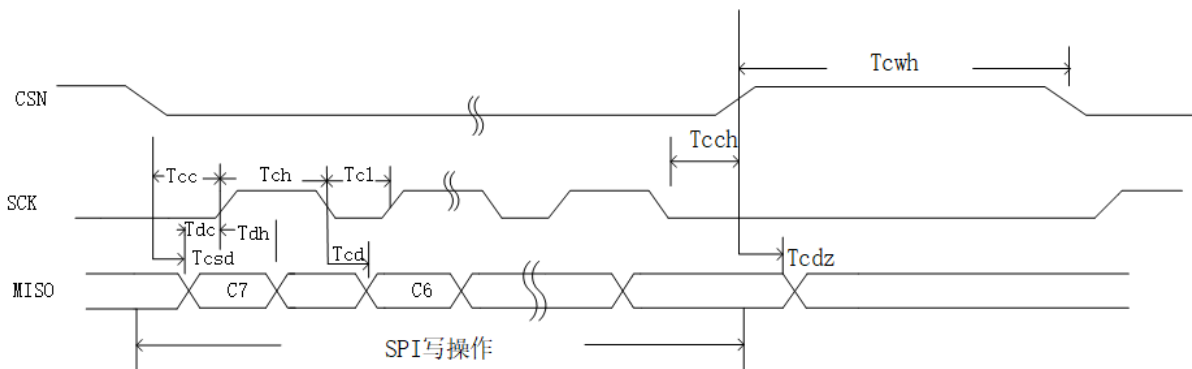 Tcwh
CSN
Tcch
Tcc Tch Tcl
SCK
Tdc Tdh
Tcsd Tcd Tcdz
MISO C7 C6
SPI写操作